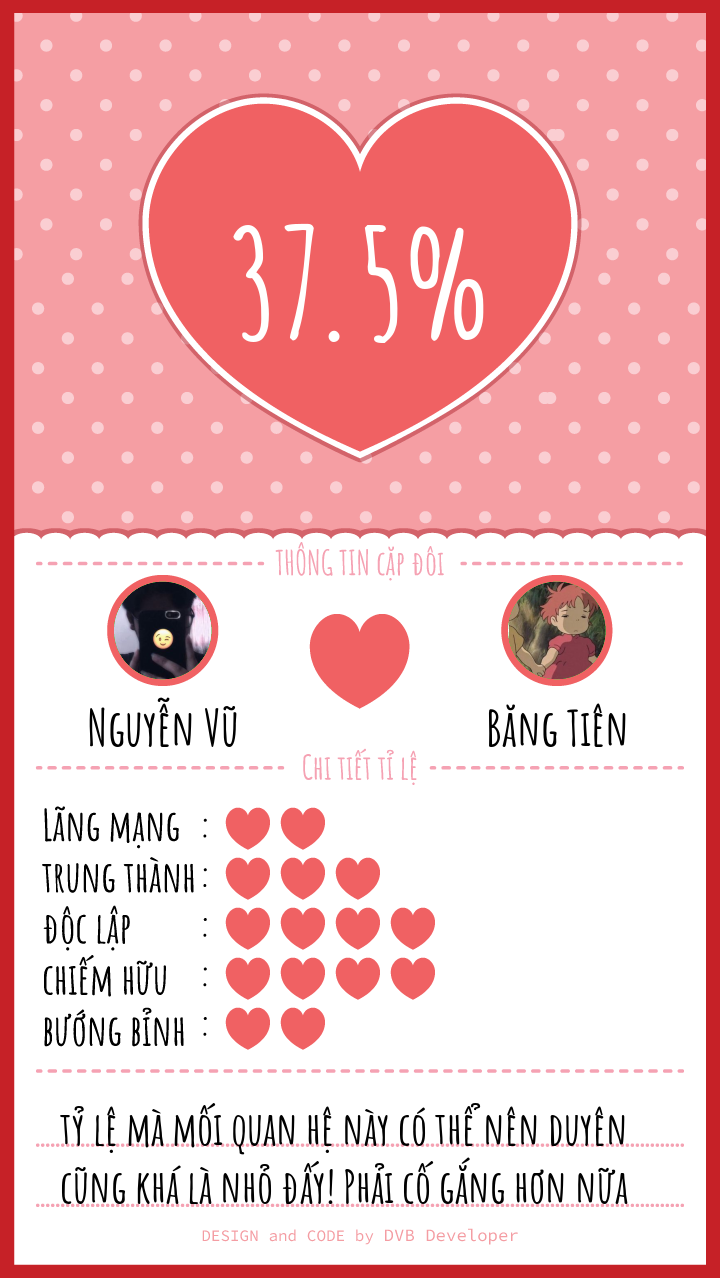 37.5%
THÔNG TIN CẶP ĐÔI
NGUYỄN VŨ
BĂNG TIÊN
CHI TIẾT TỈ LỆ
LÃNG MẠNG :
TRUNG THÀNH :
ĐỘC LẬP :
CHIẾM HỮU :
BƯỚNG BỈNH :
TỶ LỆ MÀ MỐI QUAN HỆ NÀY CÓ THỂ NÊN DUYÊN
CŨNG KHÁ LÀ NHỎ ĐẤY! PHẢI CỐ GẮNG HƠN NỮA
DESIGN and CODE by DVB Developer